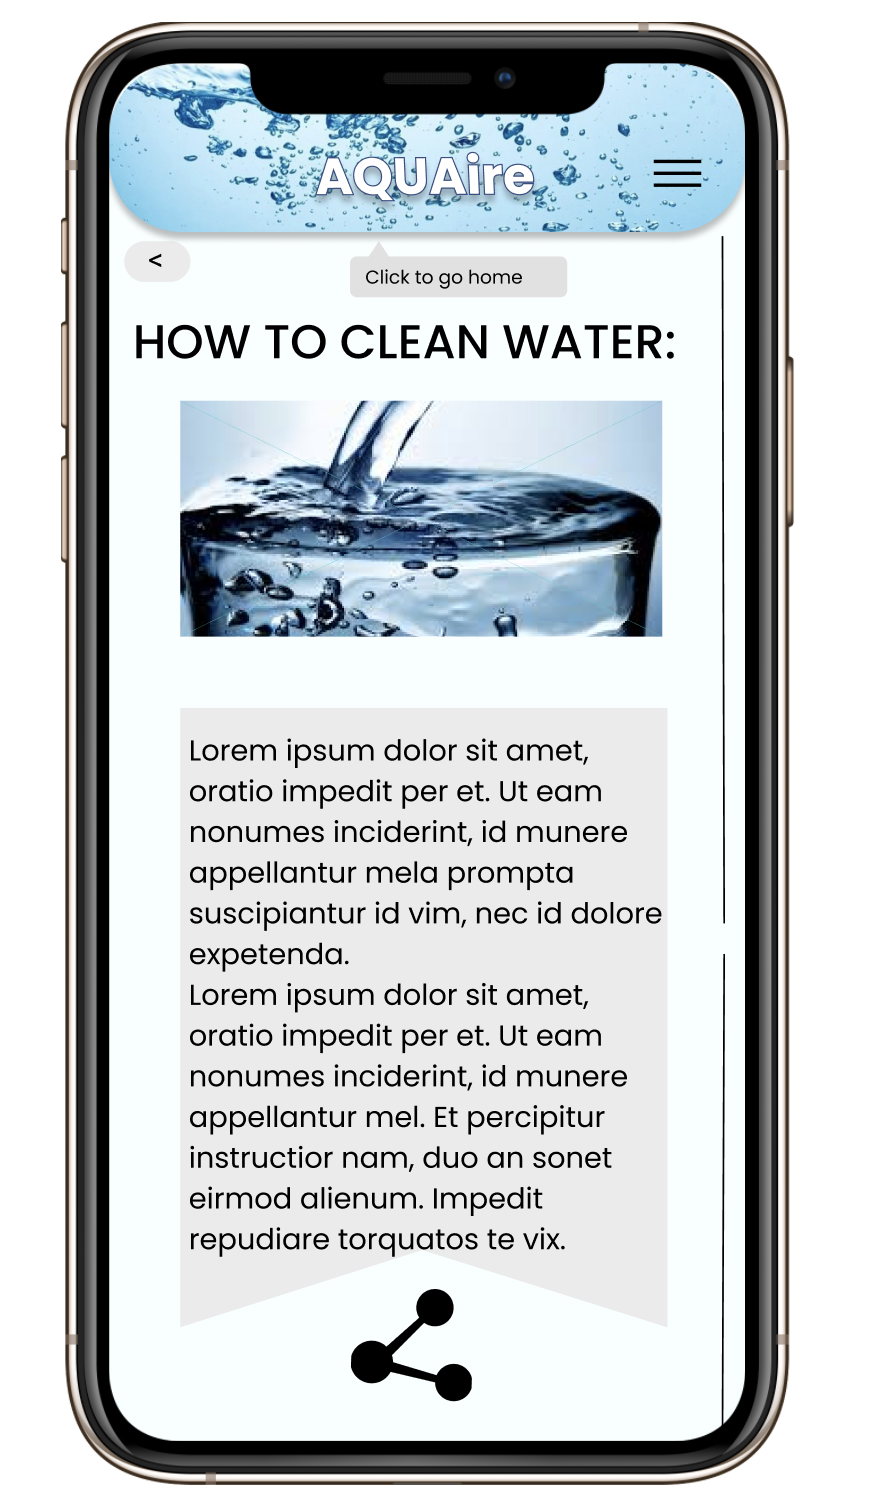 AQUAire
<
Click to go home
HOW TO CLEAN WATER:
Lorem ipsum dolor sit amet,
oratio impedit per et. Ut eam
nonumes inciderint, id munere
appellantur mela prompta
suscipiantur id vim, nec id dolore
expetenda.
Lorem ipsum dolor sit amet,
oratio impedit per et. Ut eam
nonumes inciderint, id munere
appellantur mel. Et percipitur
instructior nam, duo an sonet
eirmod alienum. Impedit
repudiare torquatos te vix.